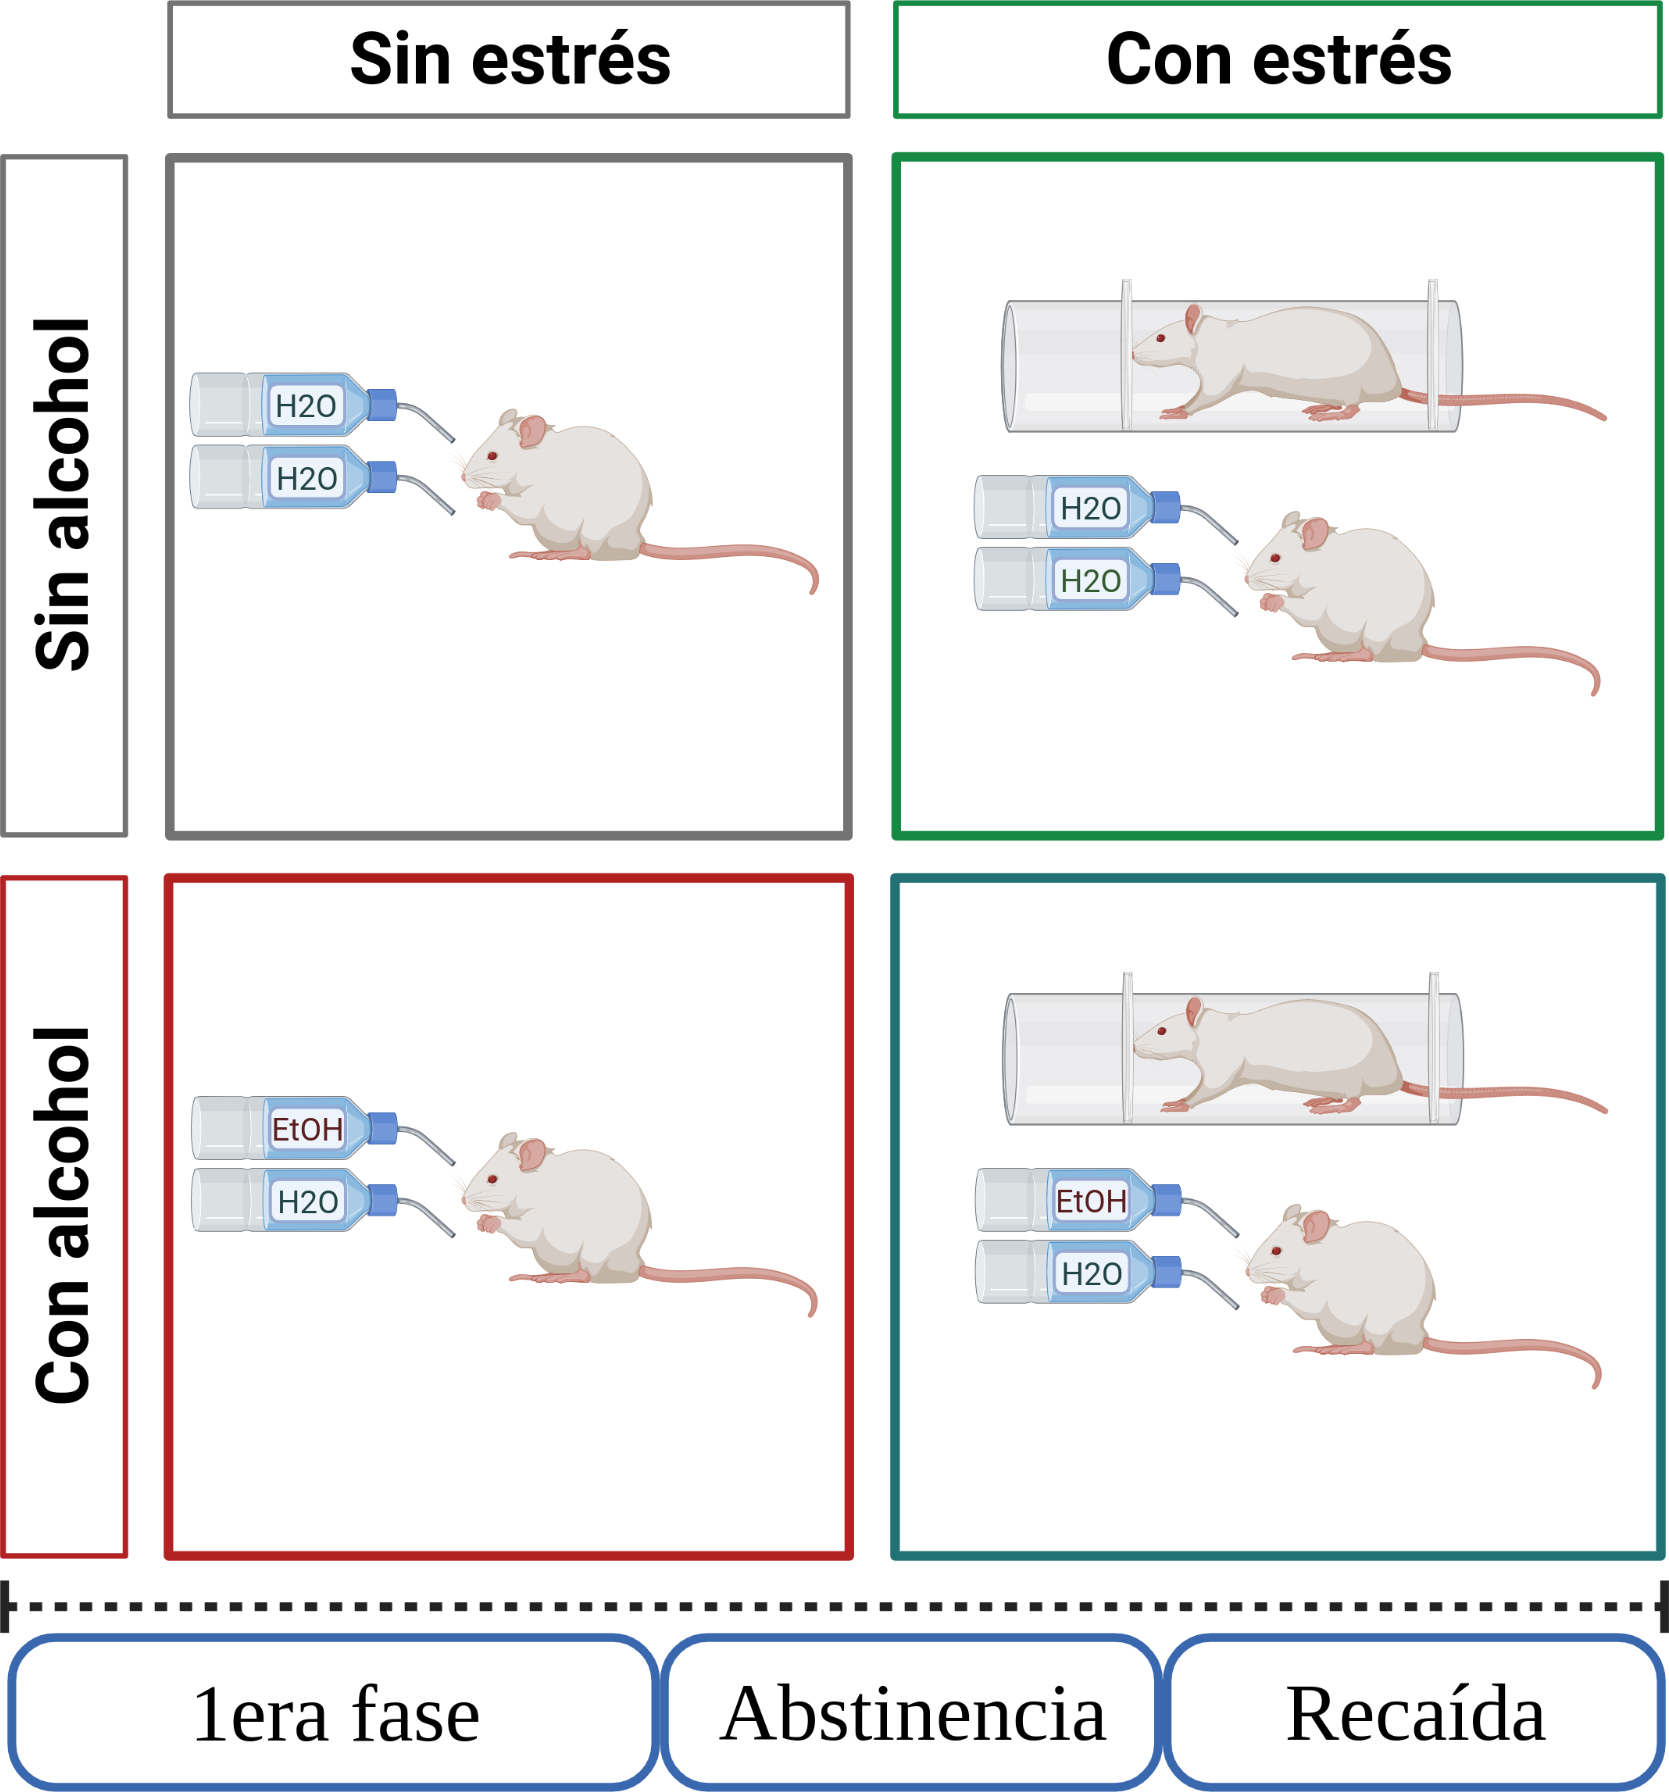 Sin estrés
Con estrés
Sin alcohol
H2O
H2O
H2O
H2O
Con alcohol
EtOH
H2O
EtOH
H2O
1era fase
Abstinencia
Recaída